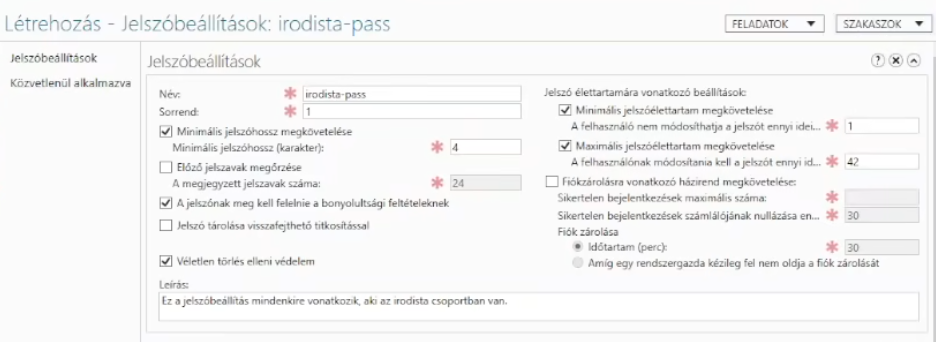 Létrehozás - Jelszóbeállítások: irodista-pass
FELADATOK
SZAKASZOK
Jelszóbeállítások
Közvetlenül alkalmazva
Jelszóbeállítások
Név: * irodista-pass
Sorrend: * 1
Minimális jelszóhossz megkövetelése
Minimális jelszóhossz (karakter): * 4
Előző jelszavak megőrzése
A megjegyzett jelszavak száma: * 24
A jelszónak meg kell felelnie a bonyolultsági feltételeknek
Jelszó tárolása visszafejthető titkosítással
Véletlen törlés elleni védelem
Jelszó élettartamára vonatkozó beállítások:
Minimális jelszóélettartam megkövetelése
A felhasználó nem módosíthatja a jelszót ennyi idei... * 1
Maximális jelszóélettartam megkövetelése
A felhasználónak módosítania kell a jelszót ennyi id... * 42
Fiókzárolásra vonatkozó házirend megkövetelése:
Sikertelen bejelentkezések maximális száma: *
Sikertelen bejelentkezések számlálójának nullázása en... * 30
Fiók zárolása
Időtartam (perc): * 30
Amíg egy rendszergazda kézileg fel nem oldja a fiók zárolását
Leírás:
Ez a jelszóbeállítás mindenkire vonatkozik, aki az irodista csoportban van.